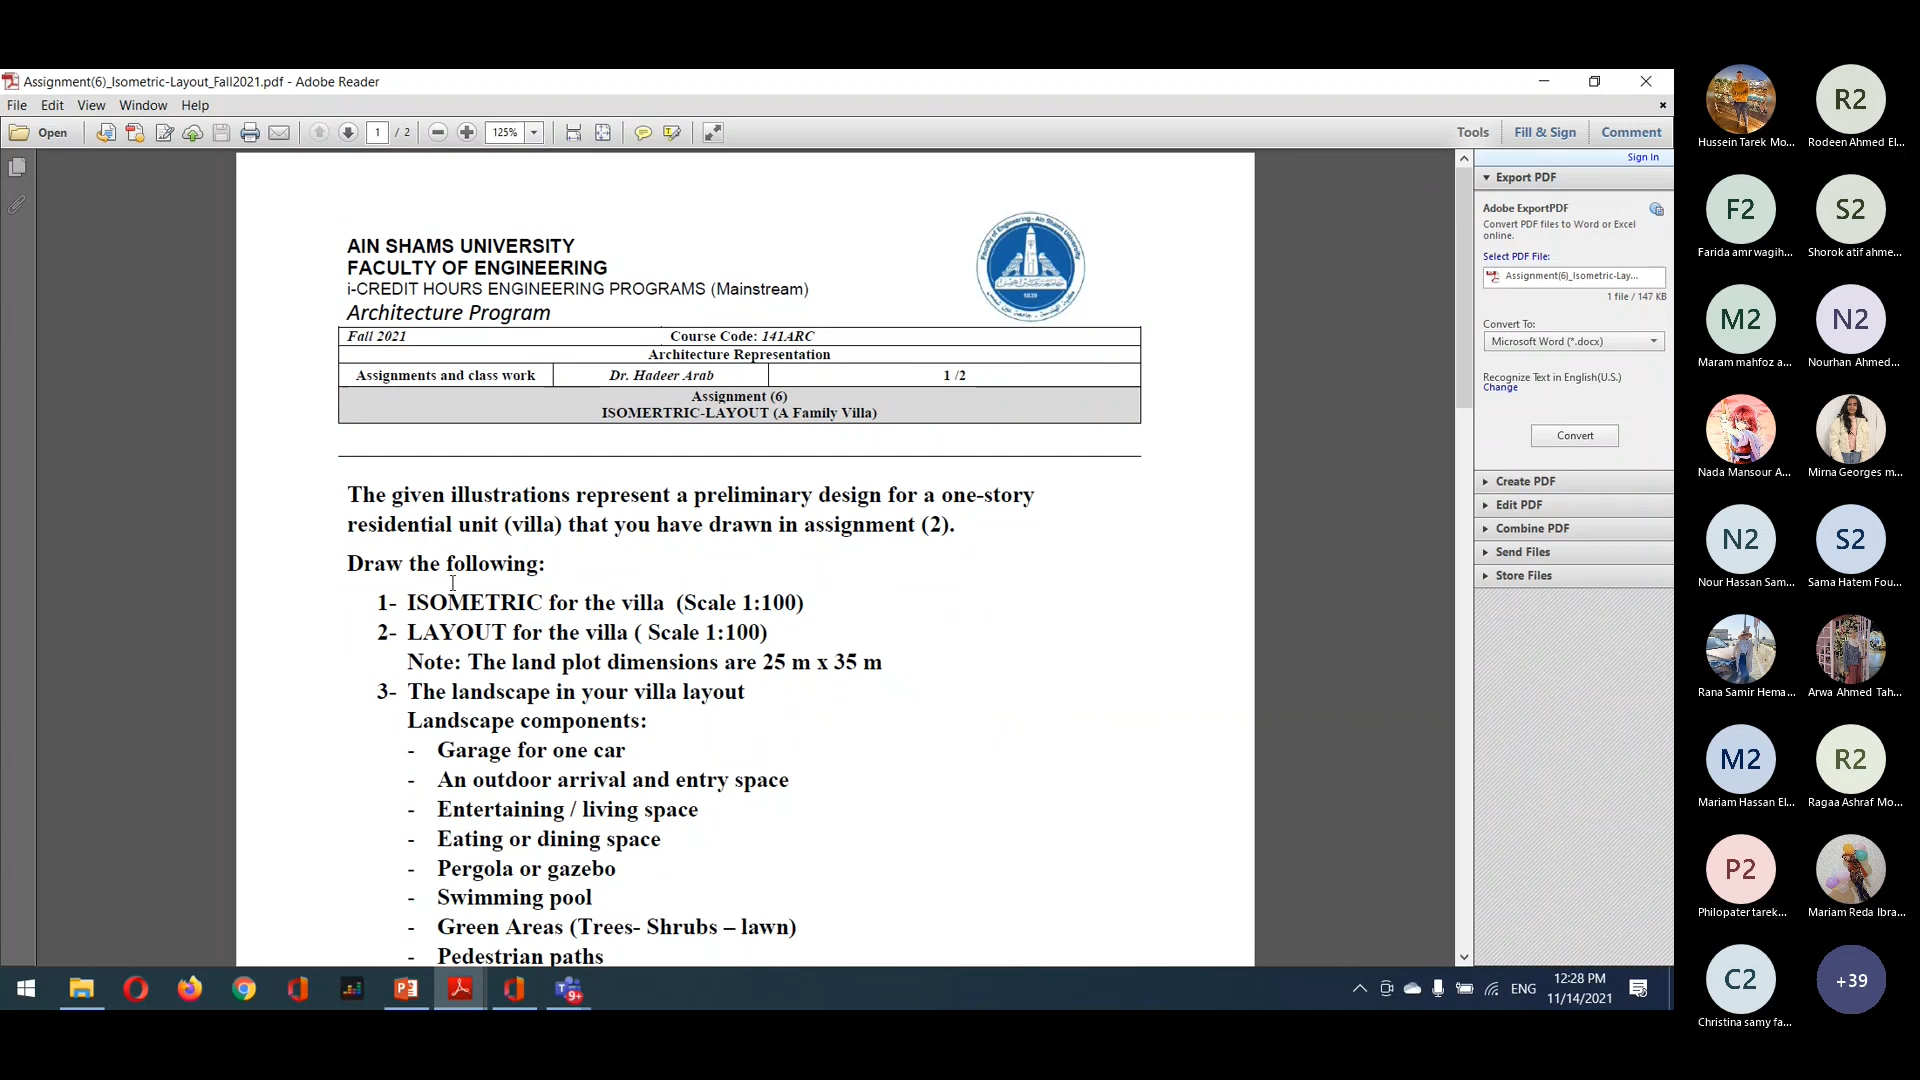 Assignment(6)_Isometric-Layout_Fall2021.pdf - Adobe Reader
File Edit View Window Help
Open 1 / 2 125% Tools Fill & Sign Comment
AIN SHAMS UNIVERSITY
FACULTY OF ENGINEERING
i-CREDIT HOURS ENGINEERING PROGRAMS (Mainstream)
Architecture Program
1839
Fall 2021 Course Code: 141ARC
Architecture Representation
Assignments and class work Dr. Hadeer Arab 1 /2
Assignment (6)
ISOMERTRIC-LAYOUT (A Family Villa)
The given illustrations represent a preliminary design for a one-story
residential unit (villa) that you have drawn in assignment (2).
Draw the following:
1- ISOMETRIC for the villa (Scale 1:100)
2- LAYOUT for the villa ( Scale 1:100)
Note: The land plot dimensions are 25 m x 35 m
3- The landscape in your villa layout
Landscape components:
- Garage for one car
- An outdoor arrival and entry space
- Entertaining / living space
- Eating or dining space
- Pergola or gazebo
- Swimming pool
- Green Areas (Trees- Shrubs – lawn)
- Pedestrian paths
Sign In
Export PDF
Adobe ExportPDF
Convert PDF files to Word or Excel
online.
Select PDF File:
Assignment(6)_Isometric-Lay...
1 file / 147 KB
Convert To:
Microsoft Word (*.docx)
Recognize Text in English(U.S.)
Change
Convert
Create PDF
Edit PDF
Combine PDF
Send Files
Store Files
R2
Hussein Tarek Mo... Rodeen Ahmed El...
F2 S2
Farida amr wagih... Shorok atif ahme...
M2 N2
Maram mahfoz a... Nourhan Ahmed...
Nada Mansour A... Mirna Georges m...
N2 S2
Nour Hassan Sam... Sama Hatem Fou...
Rana Samir Hema... Arwa Ahmed Tah...
M2 R2
Mariam Hassan El... Ragaa Ashraf Mo...
P2
Philopater tarek... Mariam Reda Ibra...
C2 +39
Christina samy fa...
9+
ENG
12:28 PM
11/14/2021